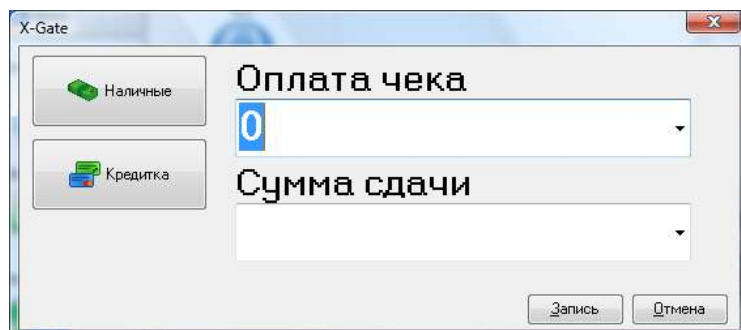 X-Gate
Наличные
Оплата чека
0
Кредитка
Сумма сдачи
Запись
Отмена